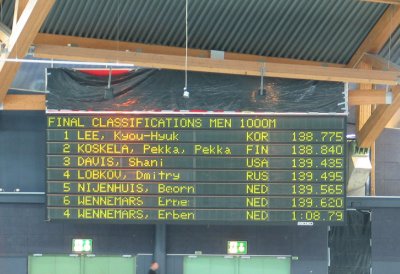 FINAL CLASSIFICATIONS MEN 1000M
1 LEE, Kyou-Hyuk KOR 138.775
2 KOSKELA, Pekka, Pekka FIN 138.840
3 DAVIS, Shani USA 139.435
4 LOBKOV, Dmitry RUS 139.495
5 NIJENHUIS, Beorn NED 139.565
6 WENNEMARS Erne NED 139.620
4 WENNEMARS, Erben NED 1:08.79